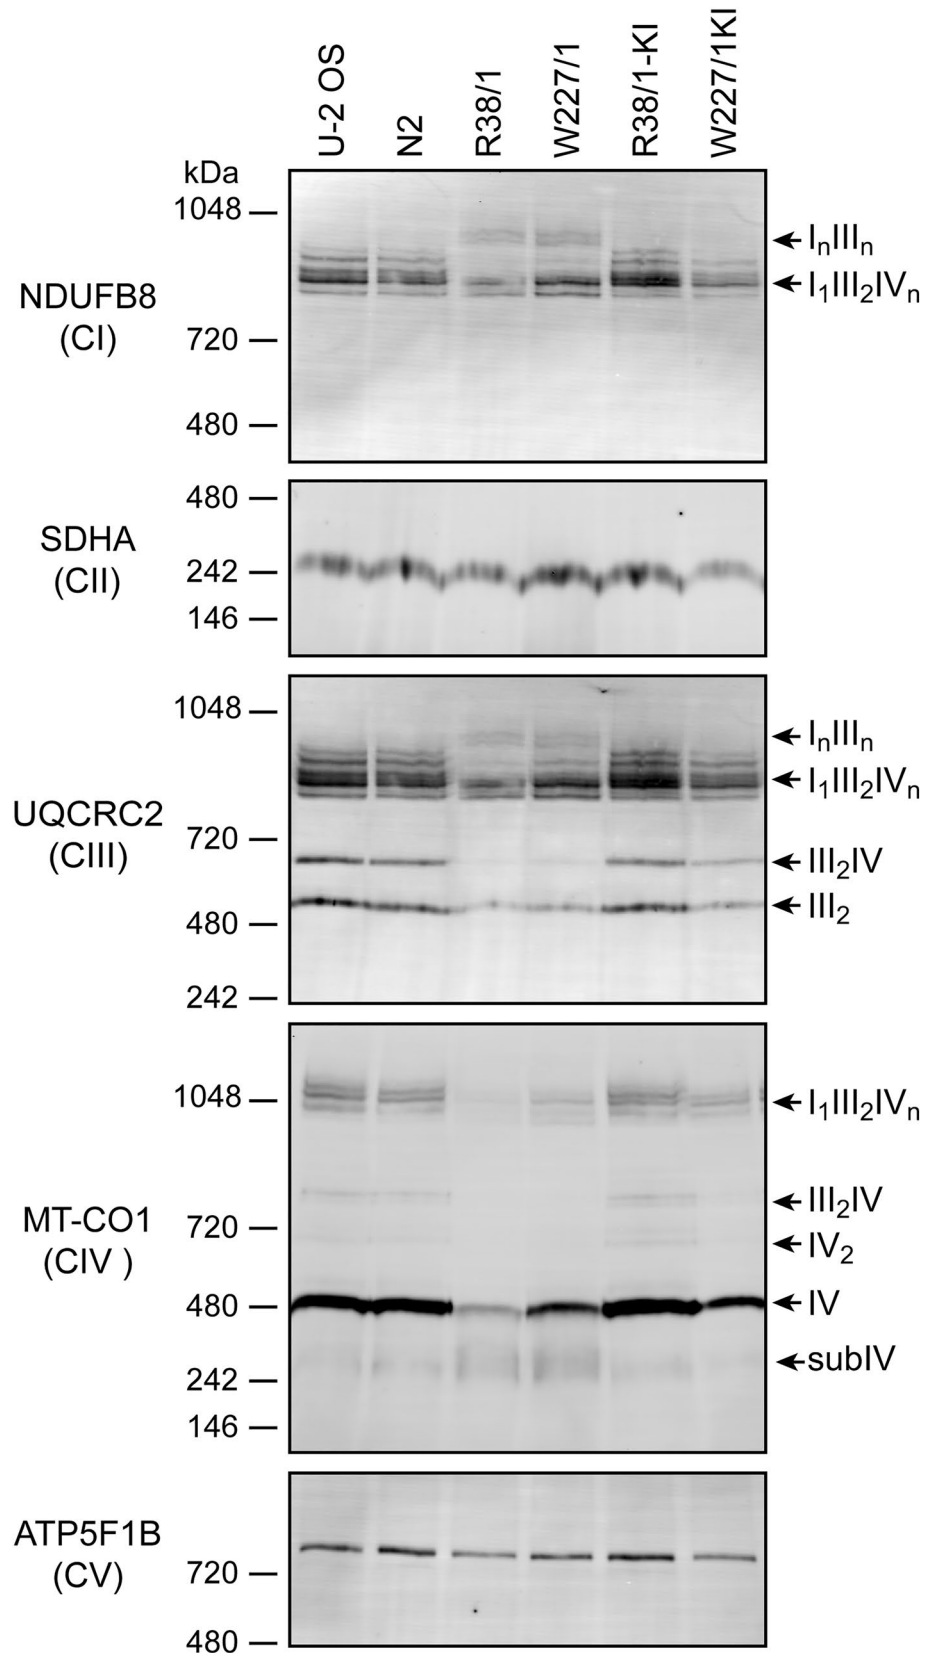 U-2 OS
N2
R38/1
W227/1
R38/1-KI
W227/1KI
kDa
1048
720
480
NDUFB8
(CI)
IₙIIIₙ
I₁III₂IVₙ
480
242
146
SDHA
(CII)
1048
720
480
242
UQCRC2
(CIII)
IₙIIIₙ
I₁III₂IVₙ
III₂IV
III₂
1048
720
480
242
146
MT-CO1
(CIV )
I₁III₂IVₙ
III₂IV
IV₂
IV
subIV
ATP5F1B
(CV)
720
480